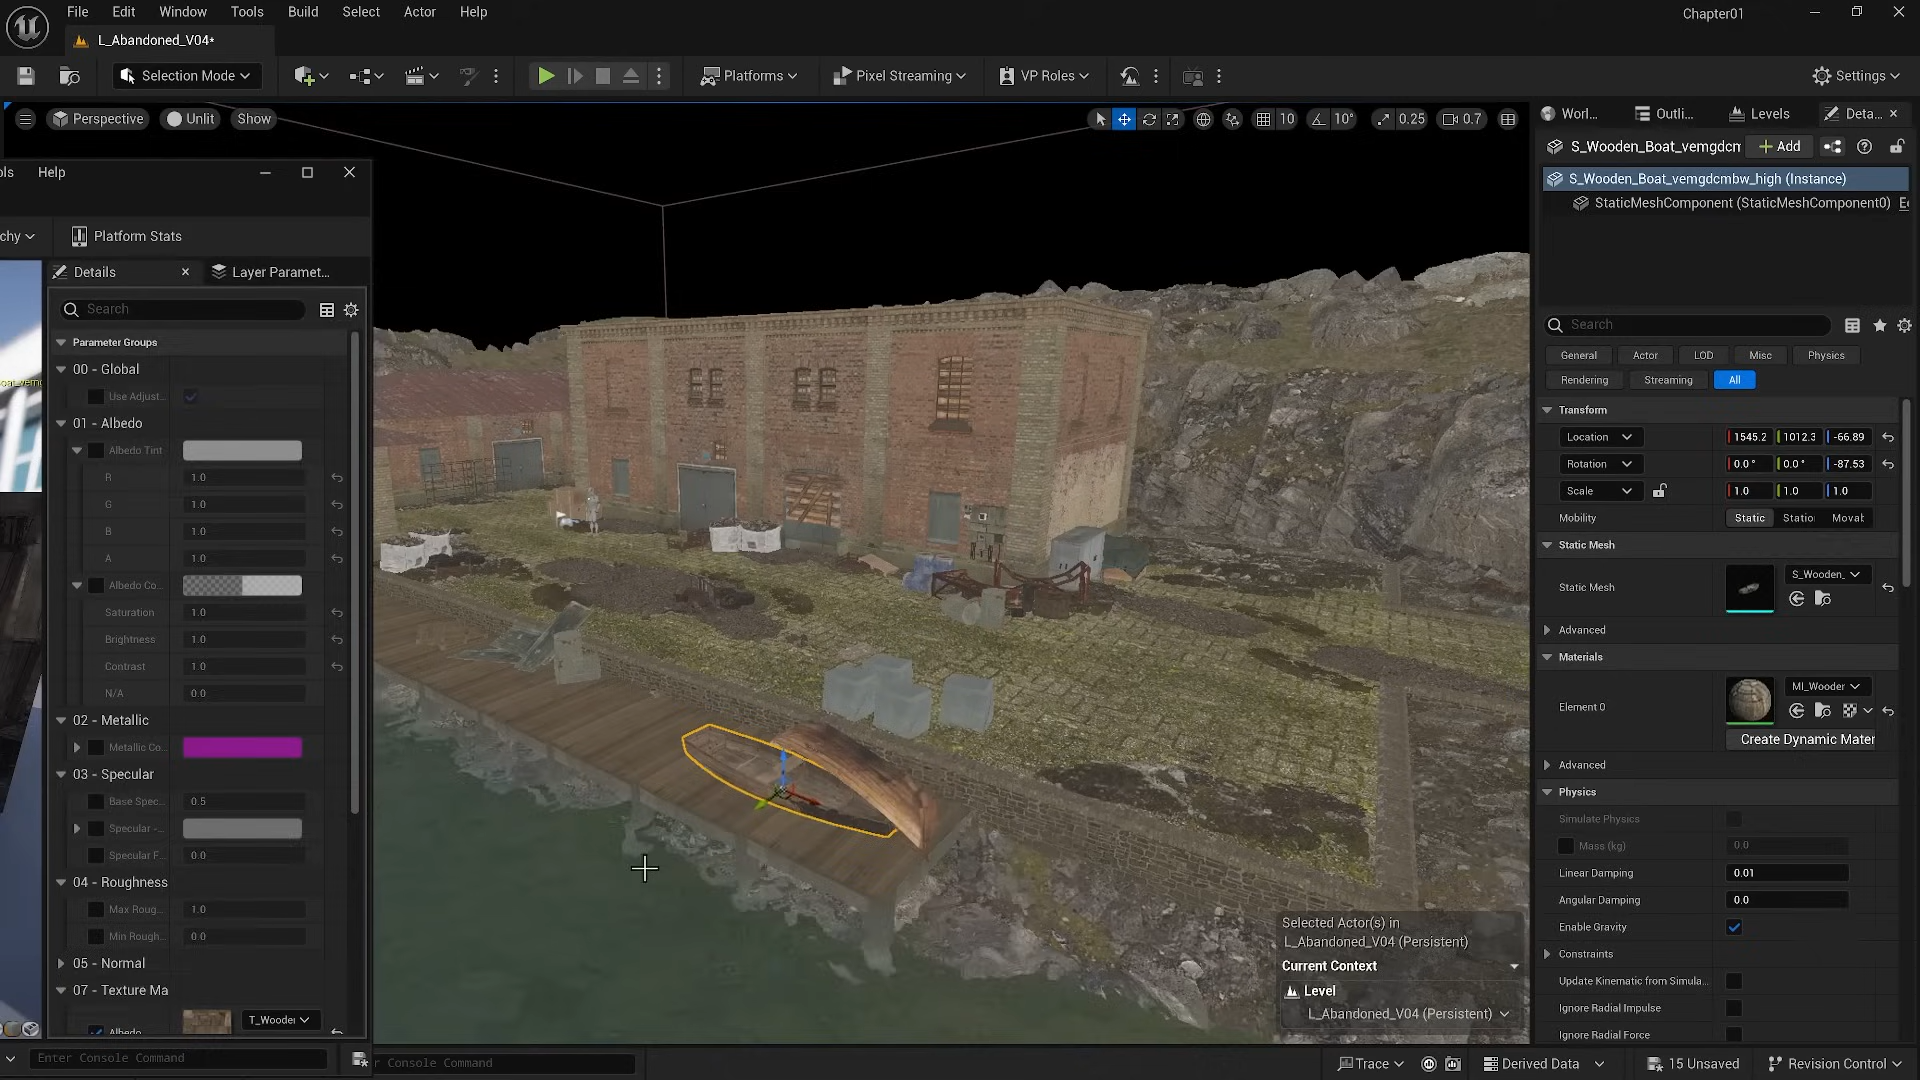 File Edit Window Tools Build Select Actor Help
Chapter01
L_Abandoned_V04*
Selection Mode
Platforms
Pixel Streaming
VP Roles
Settings
Perspective
Unlit
Show
10
10°
0.25
0.7
Worl...
Outli...
Levels
Deta...
S_Wooden_Boat_vemgdcm
Add
S_Wooden_Boat_vemgdcmbw_high (Instance)
StaticMeshComponent (StaticMeshComponent0)
Search
General
Actor
LOD
Misc
Physics
Rendering
Streaming
All
Transform
Location
1545.2
1012.3
-66.89
Rotation
0.0°
0.0°
-87.53
Scale
1.0
1.0
1.0
Mobility
Static
Statio
Movat
Static Mesh
Static Mesh
S_Wooden_
Advanced
Materials
Element 0
MI_Wooder
Create Dynamic Mater
Advanced
Physics
Simulate Physics
Mass (kg)
0.0
Linear Damping
0.01
Angular Damping
0.0
Enable Gravity
Constraints
Update Kinematic from Simula...
Ignore Radial Impulse
Ignore Radial Force
ols
Help
chy
Platform Stats
Details
Layer Paramet...
Search
Parameter Groups
00 - Global
Use Adjust...
01 - Albedo
Albedo Tint
R
1.0
G
1.0
B
1.0
A
1.0
Albedo Co...
Saturation
1.0
Brightness
1.0
Contrast
1.0
N/A
0.0
02 - Metallic
Metallic Co...
03 - Specular
Base Spec...
0.5
Specular -...
Specular F...
0.0
04 - Roughness
Max Roug...
1.0
Min Rough...
0.0
05 - Normal
07 - Texture Ma
Albedo
T_Wooder
Enter Console Command
r Console Command
Selected Actor(s) in
L_Abandoned_V04 (Persistent)
Current Context
Level
L_Abandoned_V04 (Persistent)
Trace
Derived Data
15 Unsaved
Revision Control